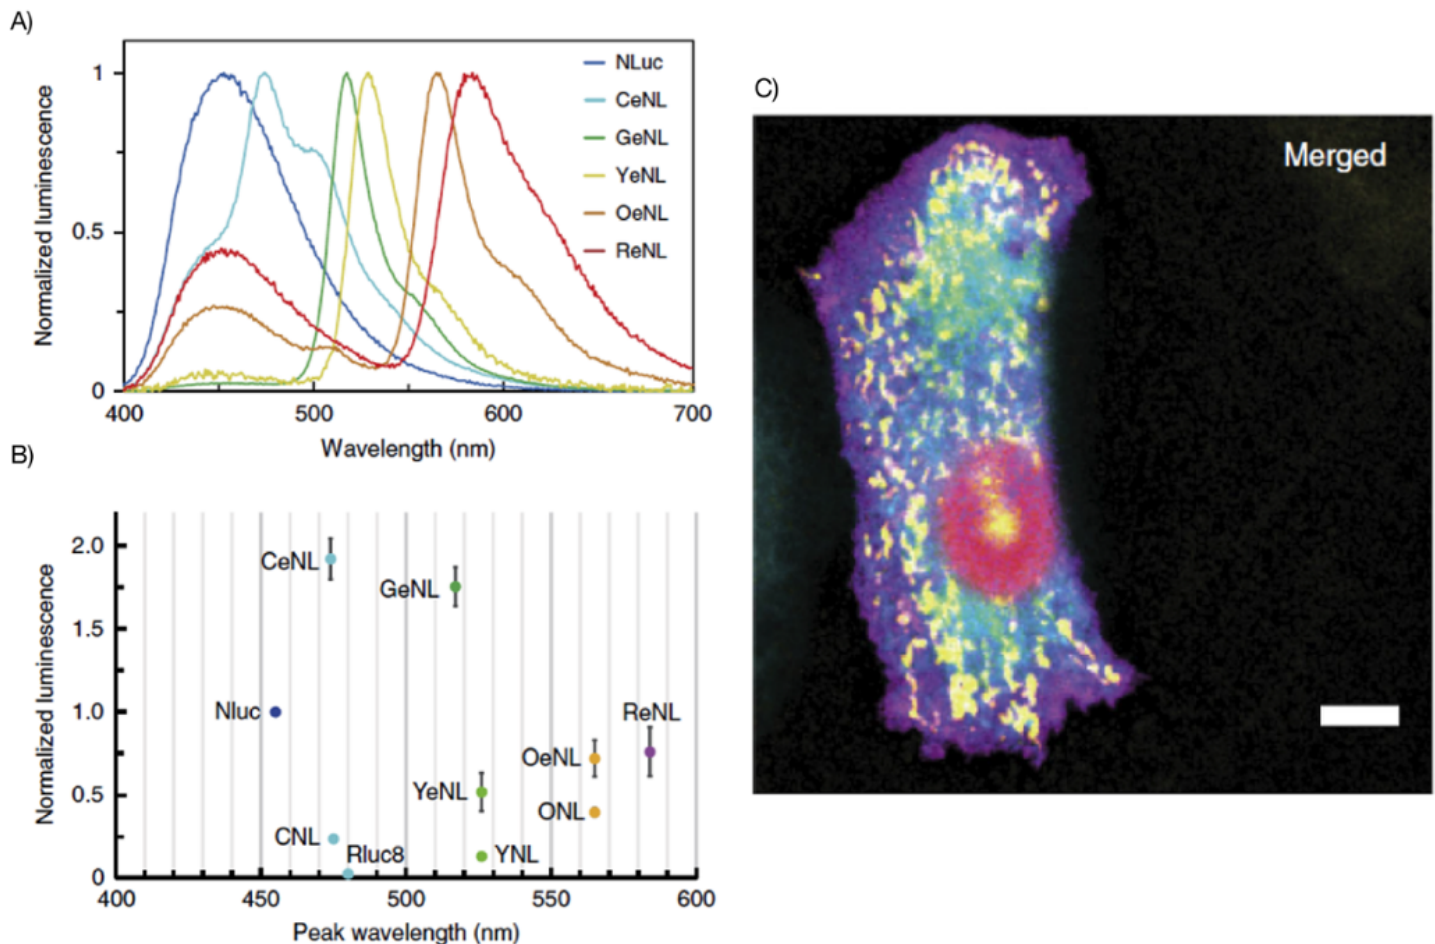 A)
Normalized luminescence
1
0.5
0
400
500
600
700
Wavelength (nm)
NLuc
CeNL
GeNL
YeNL
OeNL
ReNL
B)
Normalized luminescence
2.0
1.5
1.0
0.5
0
400
450
500
550
600
Peak wavelength (nm)
CeNL
GeNL
Nluc
ReNL
OeNL
YeNL
ONL
CNL
Rluc8
YNL
C)
Merged